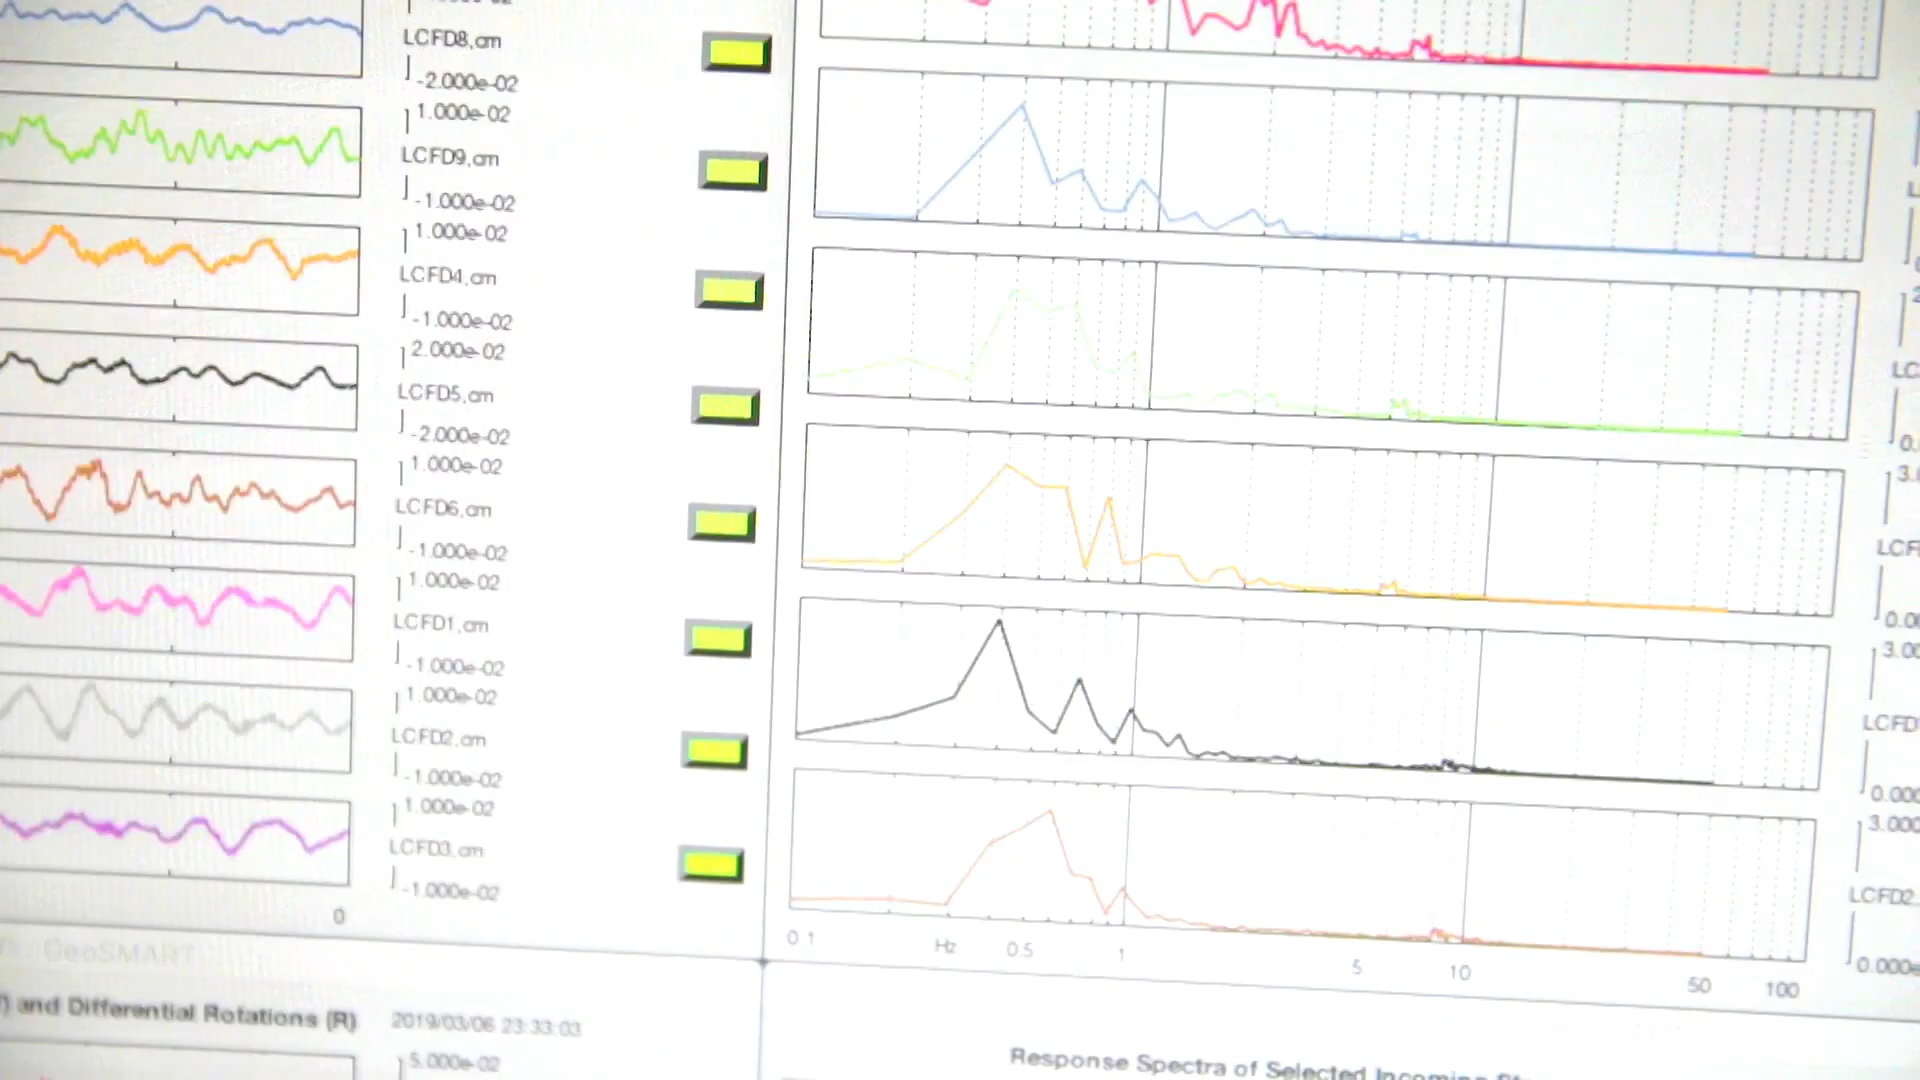 LCFD8,cm
-2.000e-02
1.000e-02
LCFD9,cm
-1.000e-02
1.000e-02
LCFD4,cm
-1.000e-02
2.000e-02
LCFD5,cm
-2.000e-02
1.000e-02
LCFD6,cm
-1.000e-02
1.000e-02
LCFD1,cm
-1.000e-02
1.000e-02
LCFD2,cm
-1.000e-02
1.000e-02
LCFD3,cm
-1.000e-02
0
GeoSMART
and Differential Rotations (R)
2019/03/06 23:33:03
5.000e-02
LCFD2
0.1
Hz
0.5
1
5
10
50
100
Response Spectra of Selected Incoming